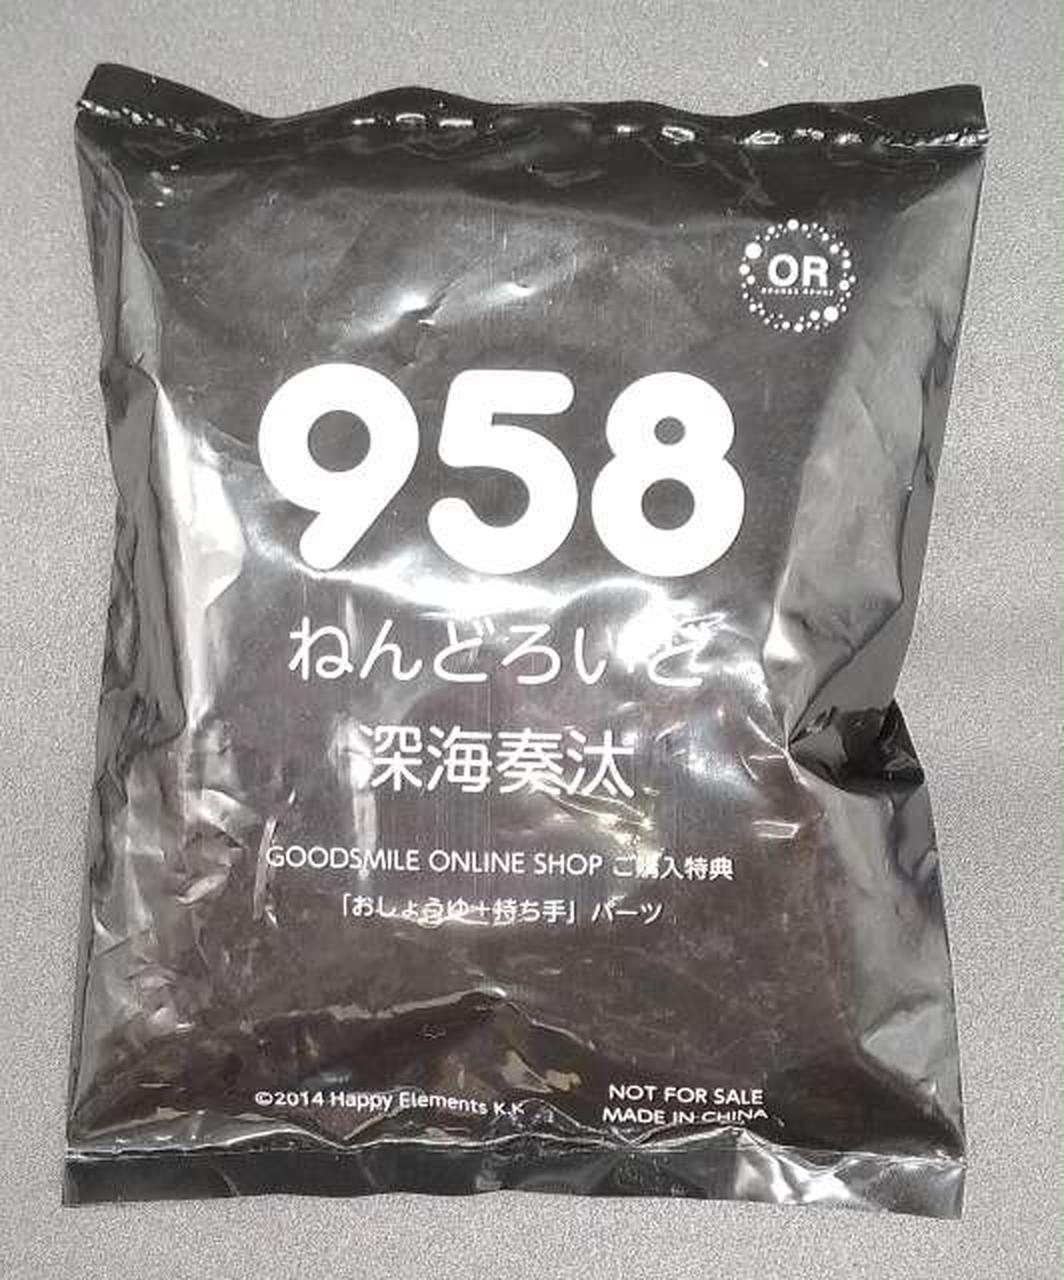 OR
ORANGE ROUGE
958
ねんどろいど
深海奏汰
GOODSMILE ONLINE SHOP ご購入特典
「おしょうゆ+持ち手」パーツ
©2014 Happy Elements K.K
NOT FOR SALE
MADE IN CHINA